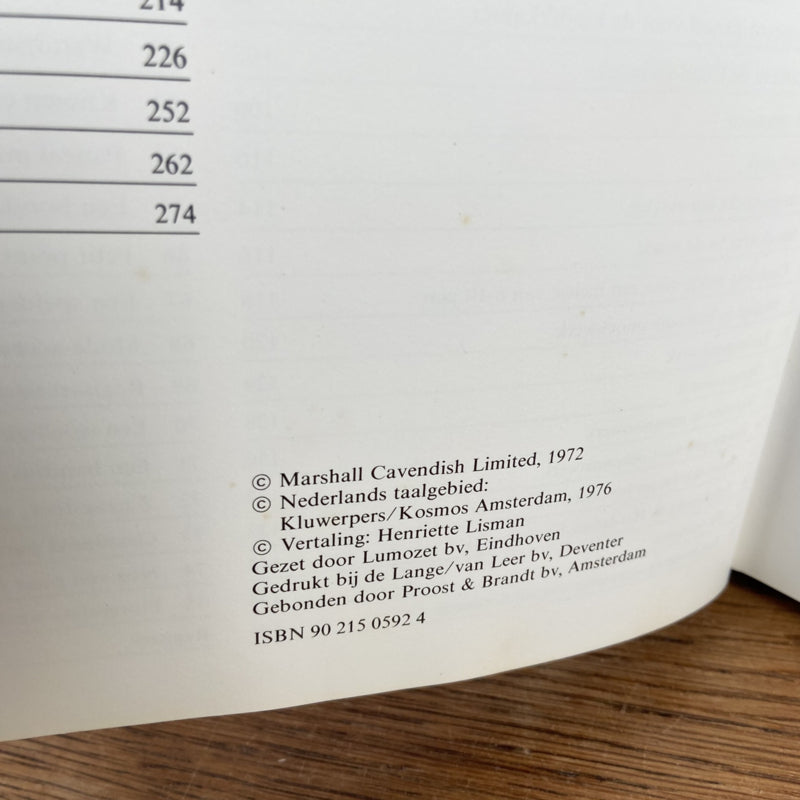 214
226
252
262
274
© Marshall Cavendish Limited, 1972
© Nederlands taalgebied:
Kluwerpers/Kosmos Amsterdam, 1976
© Vertaling: Henriette Lisman
Gezet door Lumozet bv, Eindhoven
Gedrukt bij de Lange/van Leer bv, Deventer
Gebonden door Proost & Brandt bv, Amsterdam
ISBN 90 215 0592 4